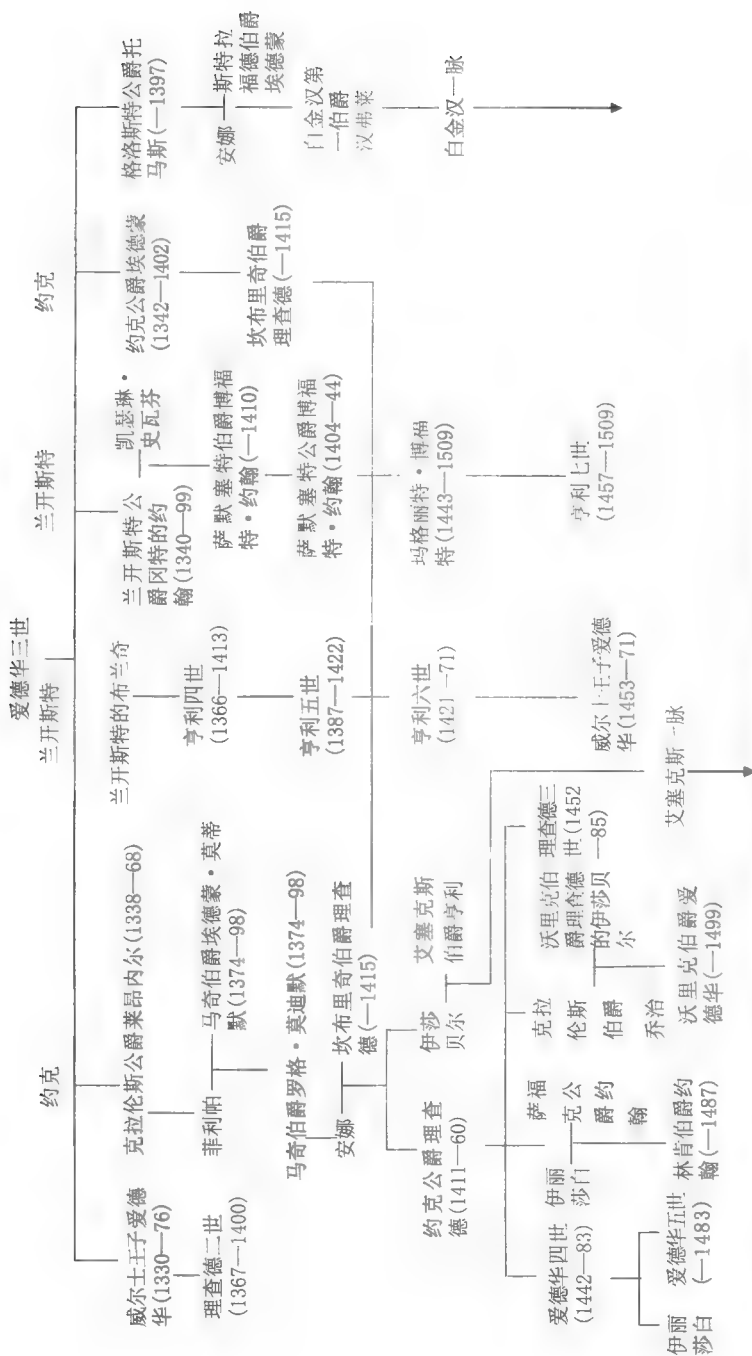 爱德华三世
约克
兰开斯特
兰开斯特
约克
威尔士王子爱德
华(1330—76)
理查德二世
(1367—1400)
克拉伦斯公爵莱昂内尔(1338—68)
菲利帕
马奇伯爵埃德蒙·莫蒂
默(1374—98)
马奇伯爵罗格·莫迪默(1374—98)
安娜
坎布里奇伯爵理查
德(—1415)
兰开斯特的布兰奇
亨利四世
(1366—1413)
亨利五世
(1387—1422)
亨利六世
(1421—71)
威尔士王子爱德
华(1453—71)
兰开斯特公
爵冈特的约
翰(1340—99)
凯瑟琳·
史瓦芬
萨默塞特伯爵博福
特·约翰(—1410)
萨默塞特公爵博福
特·约翰(1404—44)
玛格丽特·博福
特(1443—1509)
亨利七世
(1457—1509)
约克公爵埃德蒙
(1342—1402)
坎布里奇伯爵
理查德(—1415)
格洛斯特公爵托
马斯(—1397)
安娜
斯特拉
福德伯爵
埃德蒙
白金汉第
一伯爵
汉弗莱
白金汉一脉
约克公爵理查
德(1411—60)
伊莎
贝尔
艾塞克斯
伯爵亨利
艾塞克斯一脉
爱德华四世
(1442—83)
伊丽
莎白
萨福
克公
爵约
翰
克拉
伦斯
伯爵
乔治
沃里克伯
爵理查德
的伊莎贝
尔
理查德三
世(1452
—85)
伊丽
莎白
爱德华五世
(—1483)
林肯伯爵约
翰(—1487)
沃里克伯爵爱
德华(—1499)